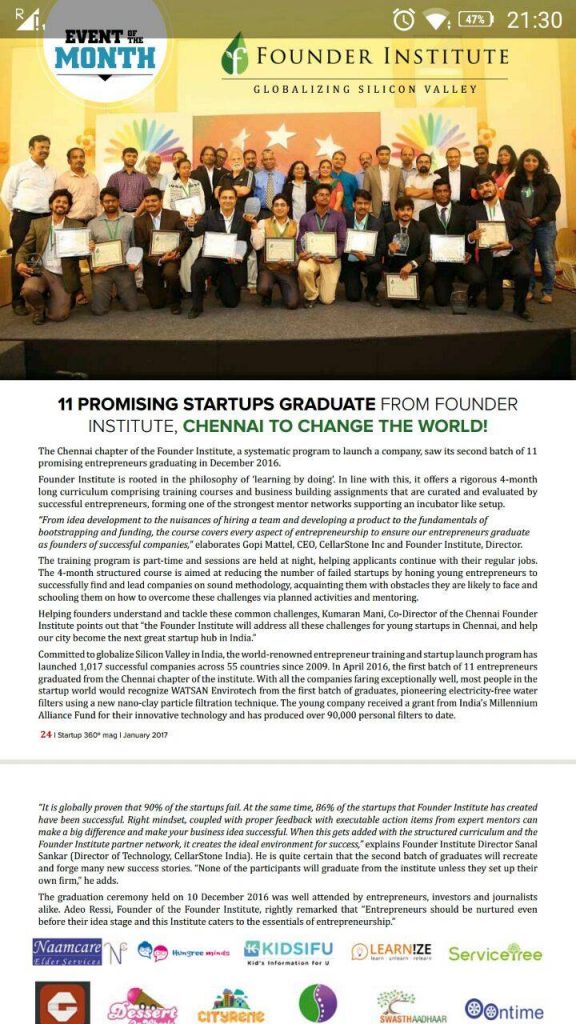 R
47%
21:30
EVENT OF THE
MONTH
FOUNDER INSTITUTE
GLOBALIZING SILICON VALLEY
11 PROMISING STARTUPS GRADUATE FROM FOUNDER
INSTITUTE, CHENNAI TO CHANGE THE WORLD!
The Chennai chapter of the Founder Institute, a systematic program to launch a company, saw its second batch of 11
promising entrepreneurs graduating in December 2016.
Founder Institute is rooted in the philosophy of 'learning by doing'. In line with this, it offers a rigorous 4-month
long curriculum comprising training courses and business building assignments that are curated and evaluated by
successful entrepreneurs, forming one of the strongest mentor networks supporting an incubator like setup.
"From idea development to the nuisances of hiring a team and developing a product to the fundamentals of
bootstrapping and funding, the course covers every aspect of entrepreneurship to ensure our entrepreneurs graduate
as founders of successful companies," elaborates Gopi Mattel, CEO, CellarStone Inc and Founder Institute, Director.
The training program is part-time and sessions are held at night, helping applicants continue with their regular jobs.
The 4-month structured course is aimed at reducing the number of failed startups by honing young entrepreneurs to
successfully find and lead companies on sound methodology, acquainting them with obstacles they are likely to face and
schooling them on how to overcome these challenges via planned activities and mentoring.
Helping founders understand and tackle these common challenges, Kumaran Mani, Co-Director of the Chennai Founder
Institute points out that "the Founder Institute will address all these challenges for young startups in Chennai, and help
our city become the next great startup hub in India."
Committed to globalize Silicon Valley in India, the world-renowned entrepreneur training and startup launch program has
launched 1,017 successful companies across 55 countries since 2009. In April 2016, the first batch of 11 entrepreneurs
graduated from the Chennai chapter of the institute. With all the companies faring exceptionally well, most people in the
startup world would recognize WATSAN Envirotech from the first batch of graduates, pioneering electricity-free water
filters using a new nano-clay particle filtration technique. The young company received a grant from India's Millennium
Alliance Fund for their innovative technology and has produced over 90,000 personal filters to date.
24 I Startup 360° mag I January 2017
"It is globally proven that 90% of the startups fail. At the same time, 86% of the startups that Founder Institute has created
have been successful. Right mindset, coupled with proper feedback with executable action items from expert mentors can
make a big difference and make your business idea successful. When this gets added with the structured curriculum and the
Founder Institute partner network, it creates the ideal environment for success," explains Founder Institute Director Sanal
Sankar (Director of Technology, CellarStone India). He is quite certain that the second batch of graduates will recreate
and forge many new success stories. "None of the participants will graduate from the institute unless they set up their
own firm," he adds.
The graduation ceremony held on 10 December 2016 was well attended by entrepreneurs, investors and journalists
alike. Adeo Ressi, Founder of the Founder Institute, rightly remarked that "Entrepreneurs should be nurtured even
before their idea stage and this Institute caters to the essentials of entrepreneurship."
Naamcare
Elder Services
Hungree minds
KIDSIFU
Kid's Information for U
LEARN!ZE
learn · unlearn · relearn
ServiceTree
Dessert
CITYRENE
SWASTHAADHAAR
Oontime